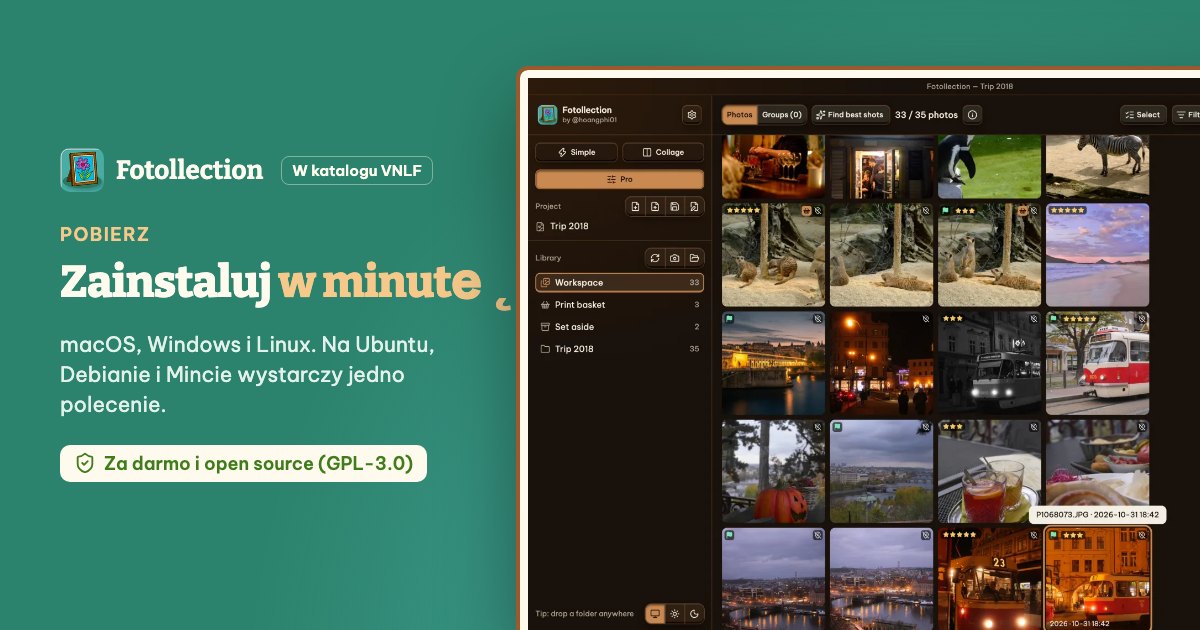 Fotollection
W katalogu VNLF
POBIERZ
Zainstaluj w minutę
macOS, Windows i Linux. Na Ubuntu,
Debianie i Mincie wystarczy jedno
polecenie.
Za darmo i open source (GPL-3.0)
Fotollection — Trip 2018
Fotollection
by @hoangphi01
Simple
Collage
Pro
Project
Trip 2018
Library
Workspace 33
Print basket 3
Set aside 2
Trip 2018 35
Tip: drop a folder anywhere
Photos Groups (0) Find best shots 33 / 35 photos Select
P1068073.JPG · 2026-10-31 18:42
23
2026-10-31 18:42